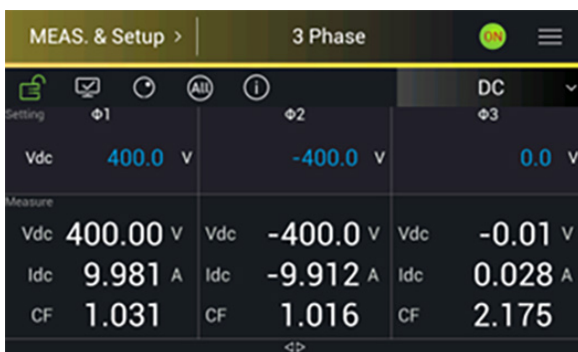 MEAS. & Setup > 3 Phase ON
All i DC
Setting Φ1 Φ2 Φ3
Vdc 400.0 V -400.0 V 0.0 V
Measure
Vdc 400.00 V Vdc -400.0 V Vdc -0.01 V
Idc 9.981 A Idc -9.912 A Idc 0.028 A
CF 1.031 CF 1.016 CF 2.175